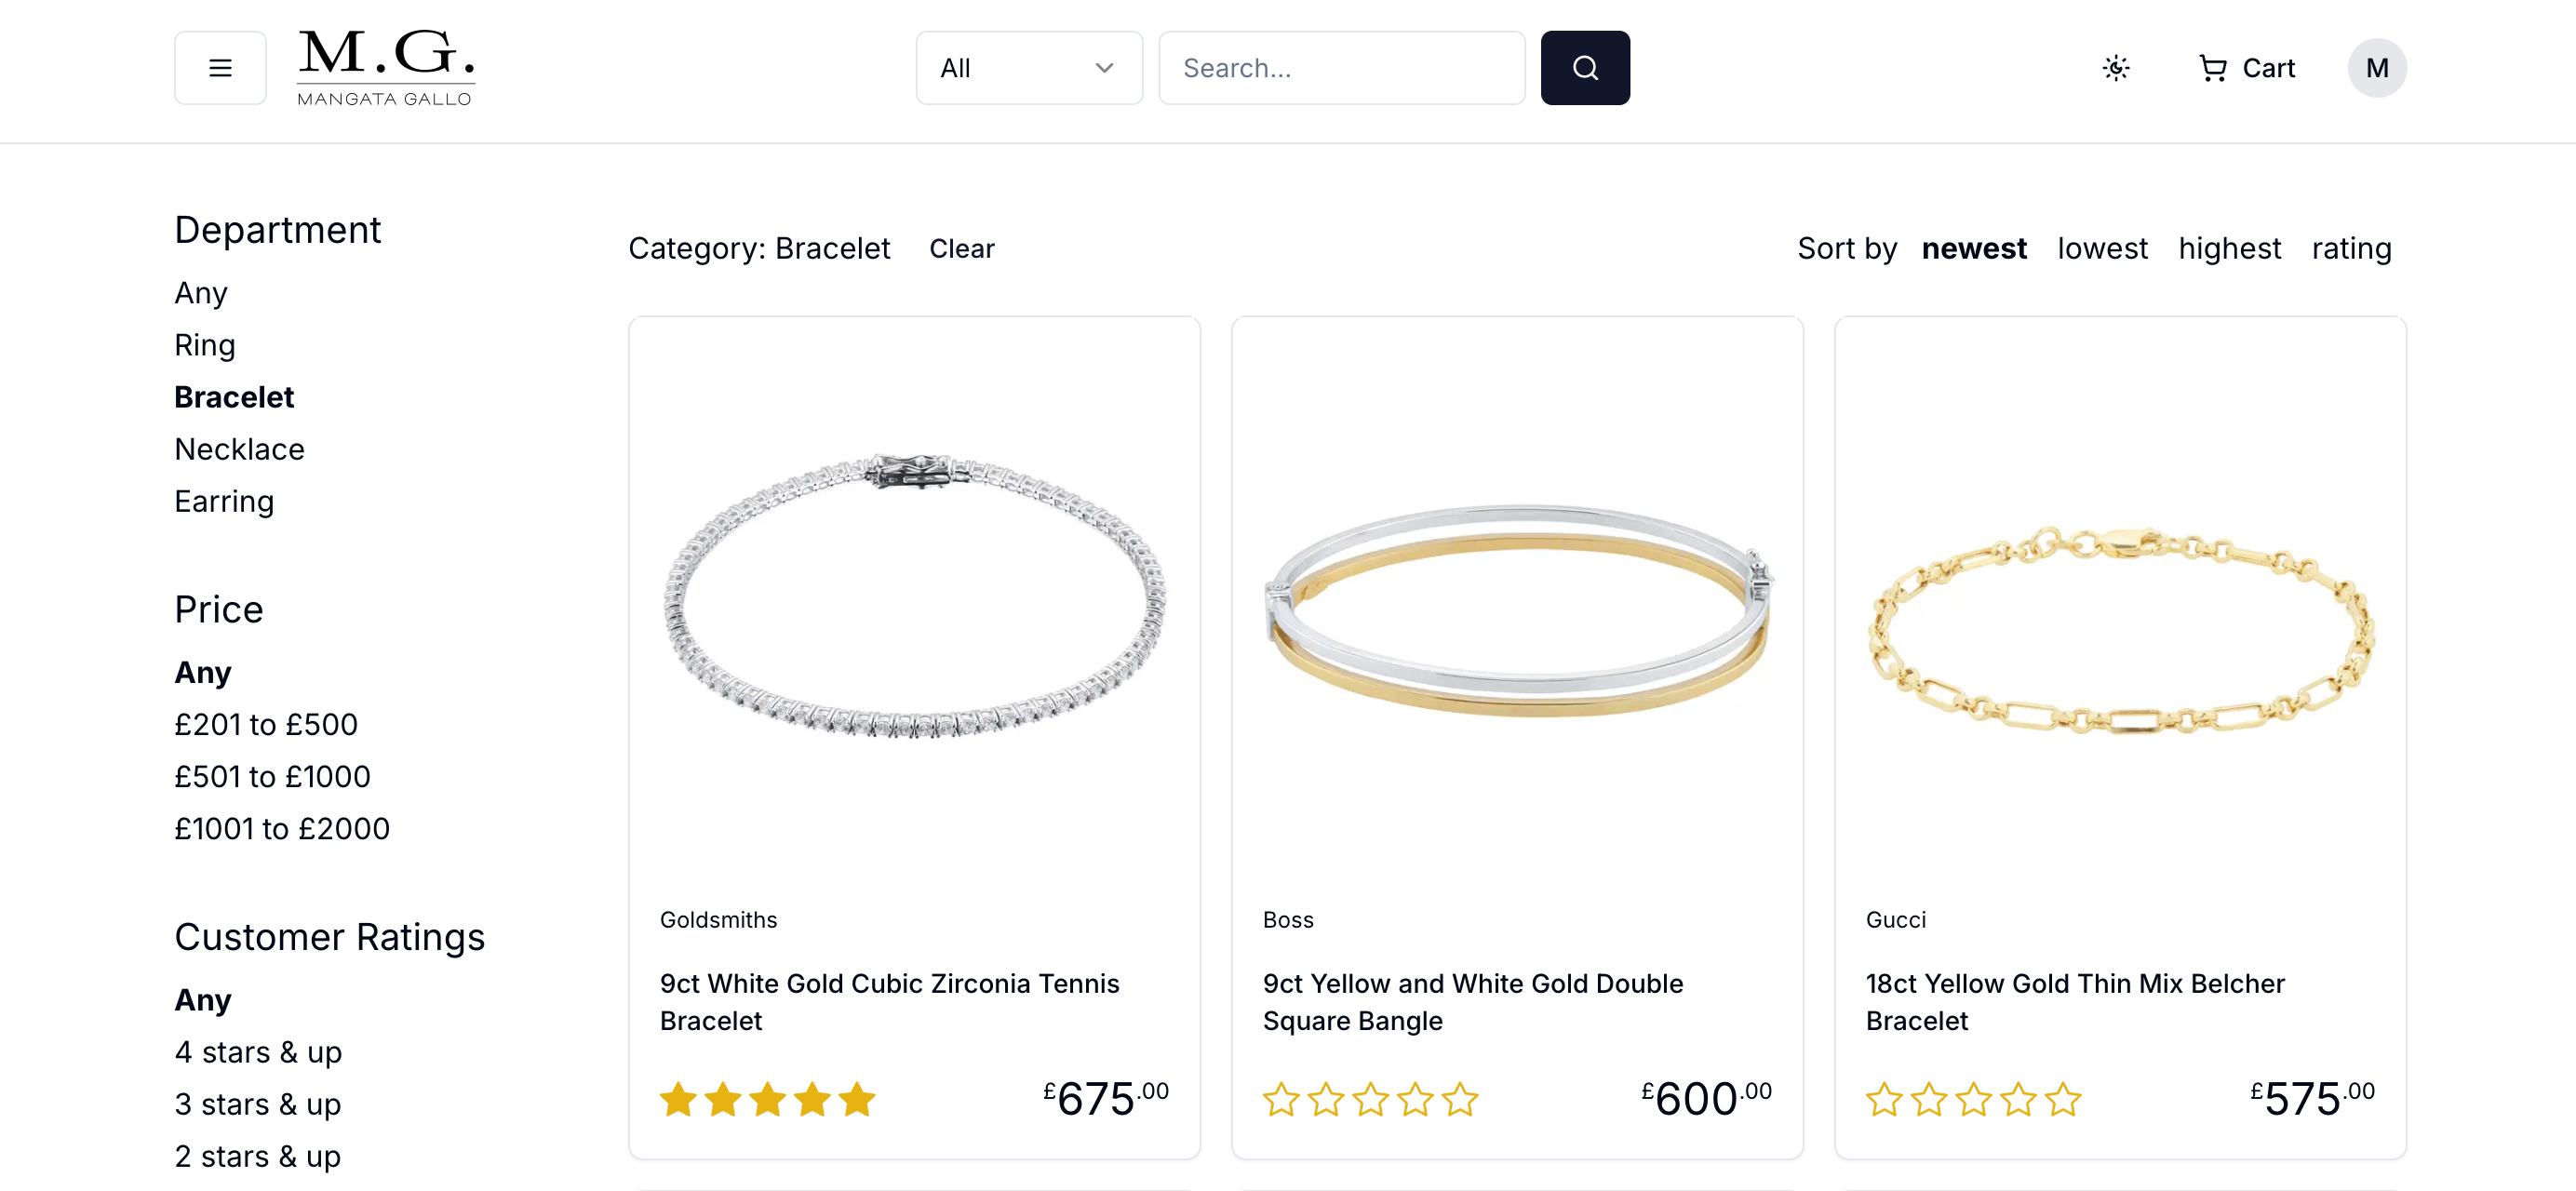 M.G.
MANGATA GALLO
All
Search...
Cart
M
Department
Any
Ring
Bracelet
Necklace
Earring
Price
Any
£201 to £500
£501 to £1000
£1001 to £2000
Customer Ratings
Any
4 stars & up
3 stars & up
2 stars & up
Category: Bracelet Clear
Sort by newest lowest highest rating
Goldsmiths
9ct White Gold Cubic Zirconia Tennis
Bracelet
£675.00
Boss
9ct Yellow and White Gold Double
Square Bangle
£600.00
Gucci
18ct Yellow Gold Thin Mix Belcher
Bracelet
£575.00